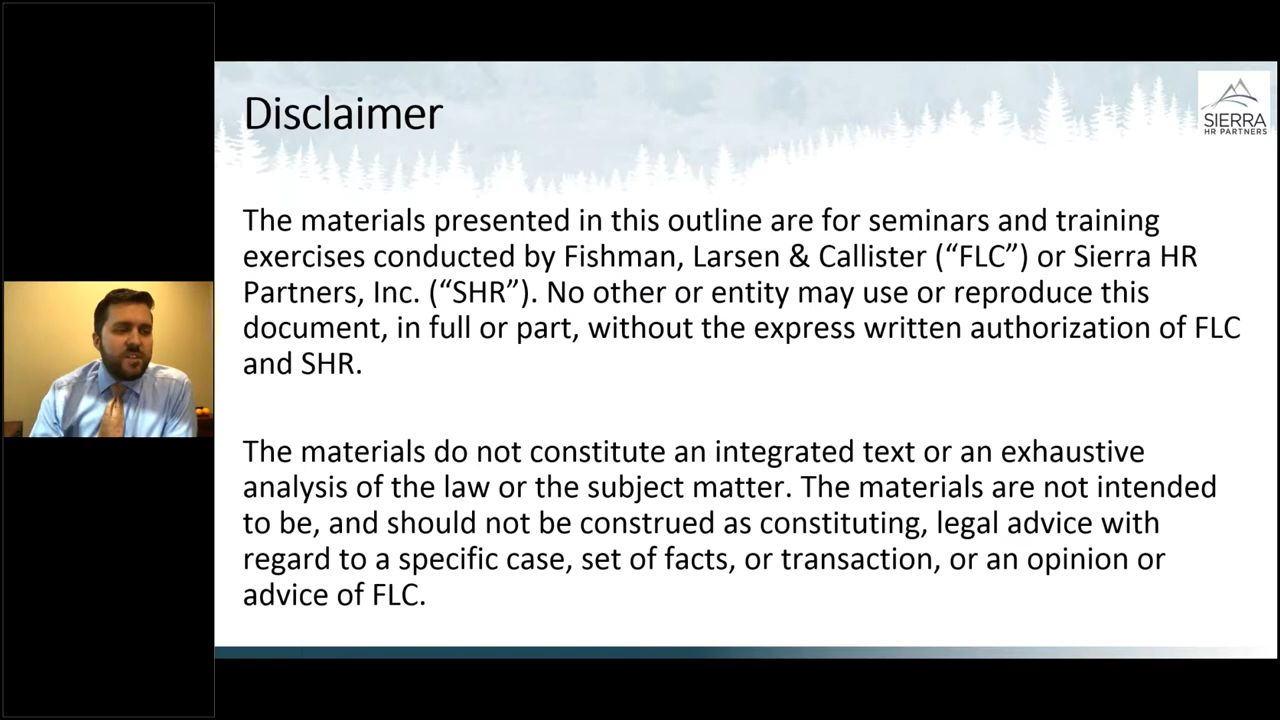 Disclaimer
SIERRA
HR PARTNERS
The materials presented in this outline are for seminars and training
exercises conducted by Fishman, Larsen & Callister (“FLC”) or Sierra HR
Partners, Inc. (“SHR”). No other or entity may use or reproduce this
document, in full or part, without the express written authorization of FLC
and SHR.
The materials do not constitute an integrated text or an exhaustive
analysis of the law or the subject matter. The materials are not intended
to be, and should not be construed as constituting, legal advice with
regard to a specific case, set of facts, or transaction, or an opinion or
advice of FLC.